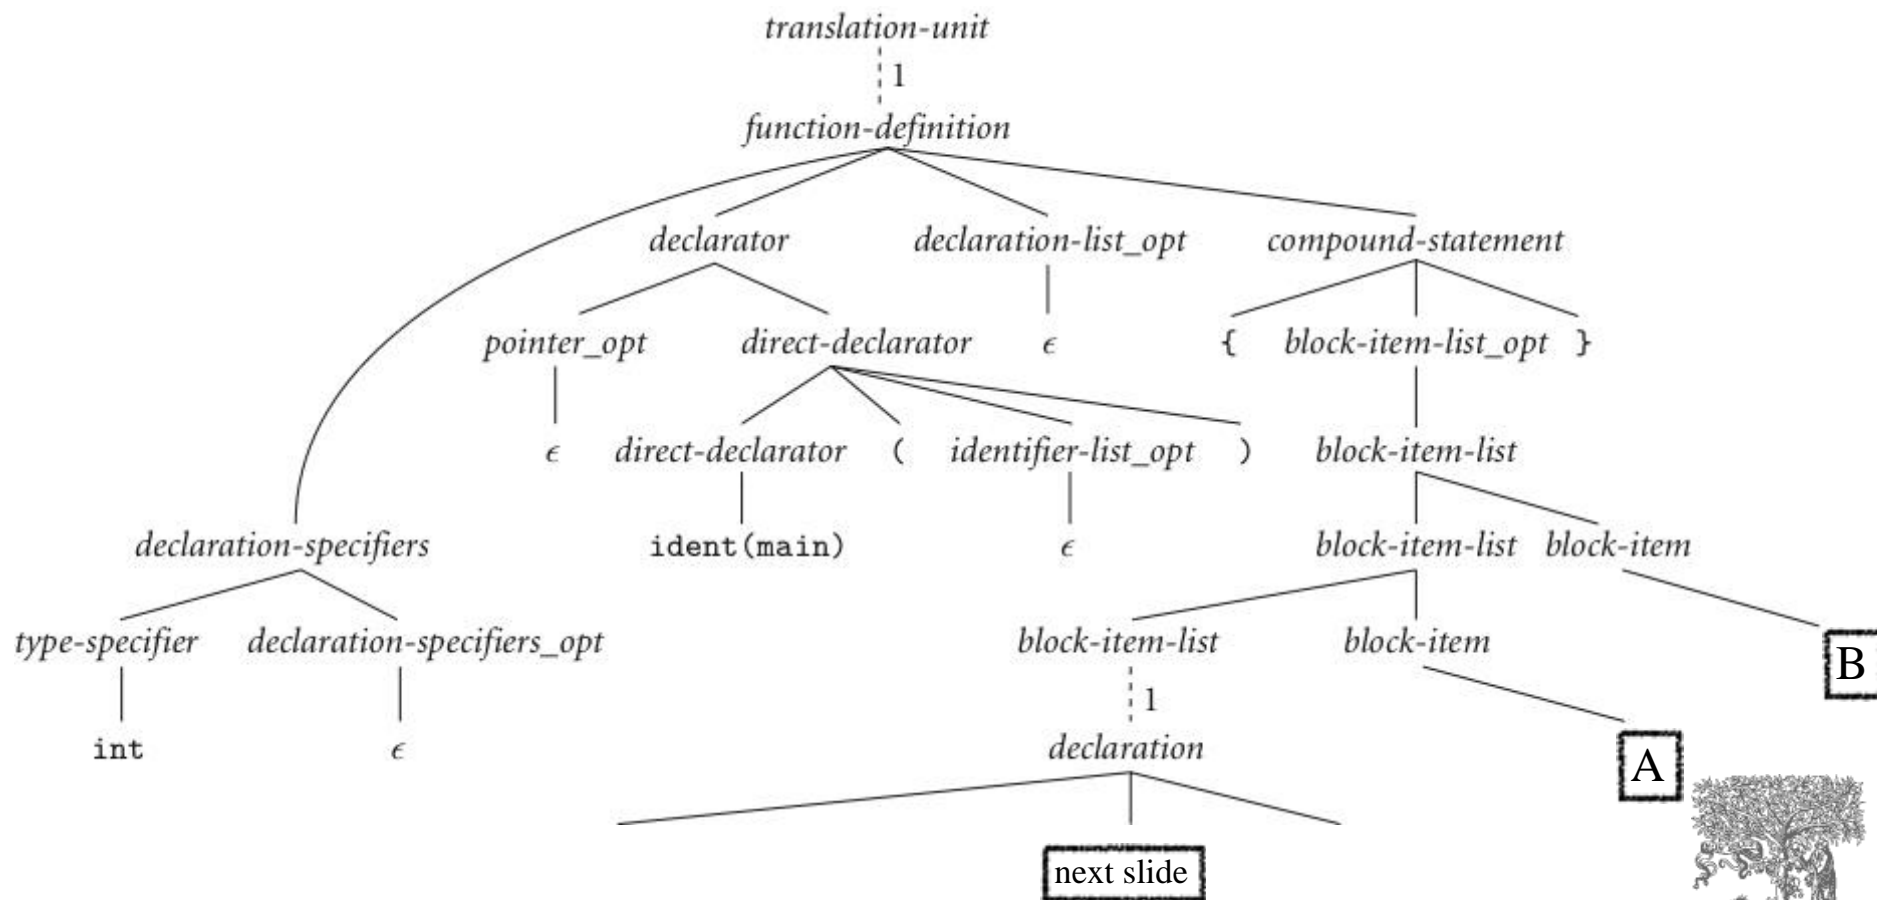 translation-unit
1
function-definition
declarator declaration-list_opt compound-statement
pointer_opt direct-declarator ϵ { block-item-list_opt }
ϵ direct-declarator ( identifier-list_opt ) block-item-list
declaration-specifiers ident(main) ϵ block-item-list block-item
type-specifier declaration-specifiers_opt block-item-list block-item B
1
int ϵ declaration A
next slide